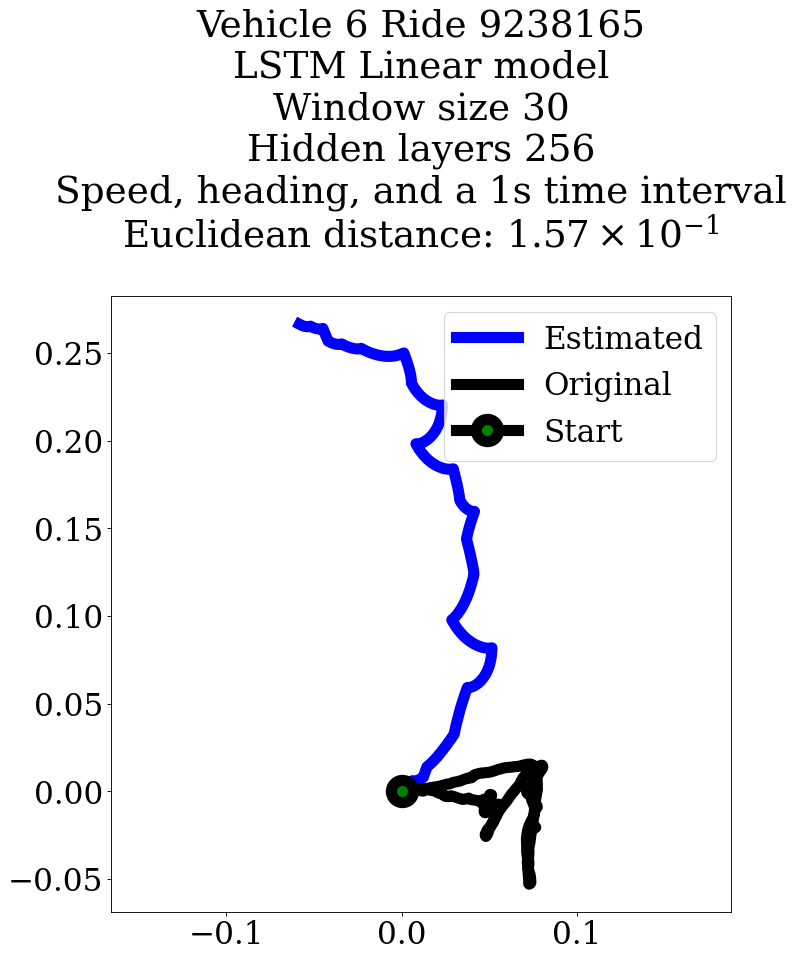 Vehicle 6 Ride 9238165
LSTM Linear model
Window size 30
Hidden layers 256
Speed, heading, and a 1s time interval
Euclidean distance: 1.57 × 10⁻¹
Estimated
Original
Start
0.25
0.20
0.15
0.10
0.05
0.00
−0.05
−0.1 0.0 0.1